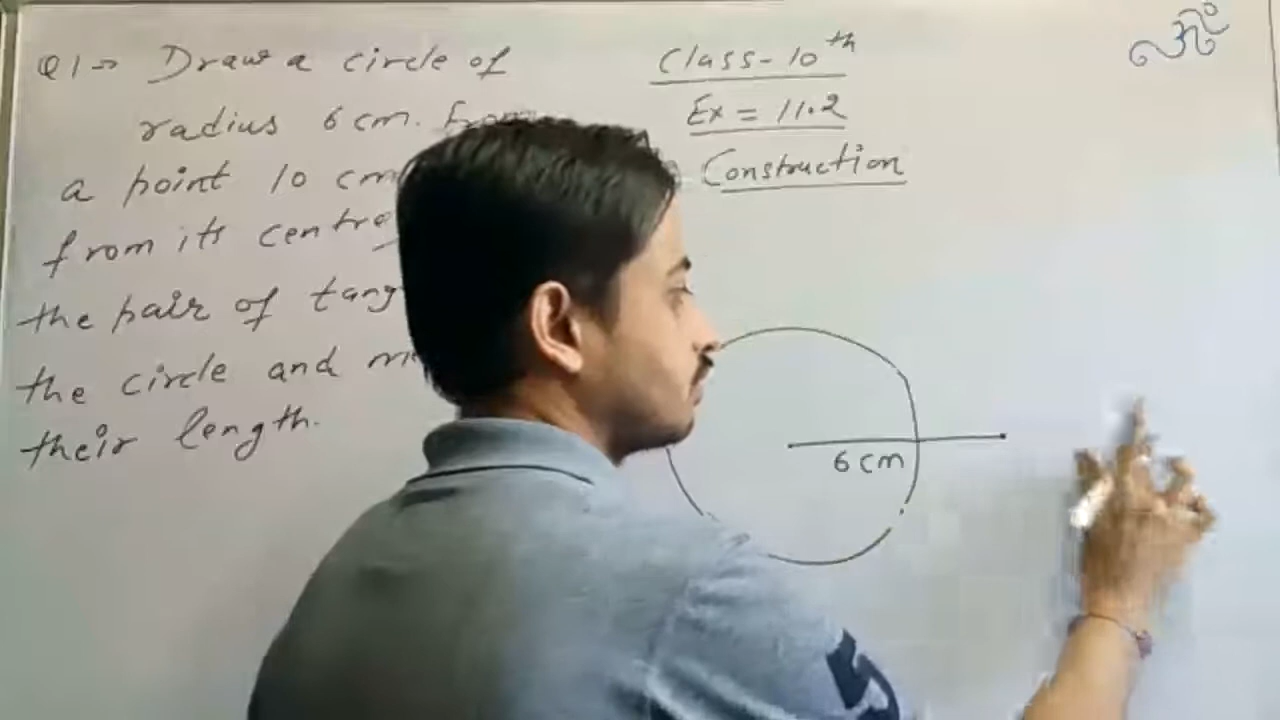 Q1→ Draw a circle of
radius 6 cm.
a point 10 cm
from its centre
the pair of
the circle and
their length.
Class-10th
Ex = 11.2
Construction
6 cm
ॐ